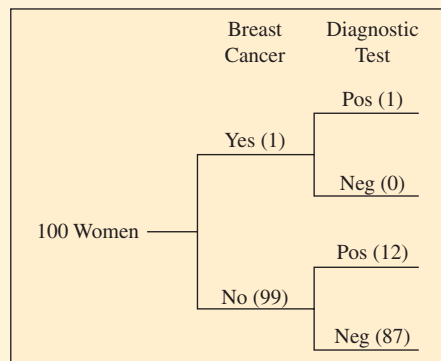 Breast
Cancer
Diagnostic
Test
Pos (1)
Yes (1)
Neg (0)
100 Women
Pos (12)
No (99)
Neg (87)